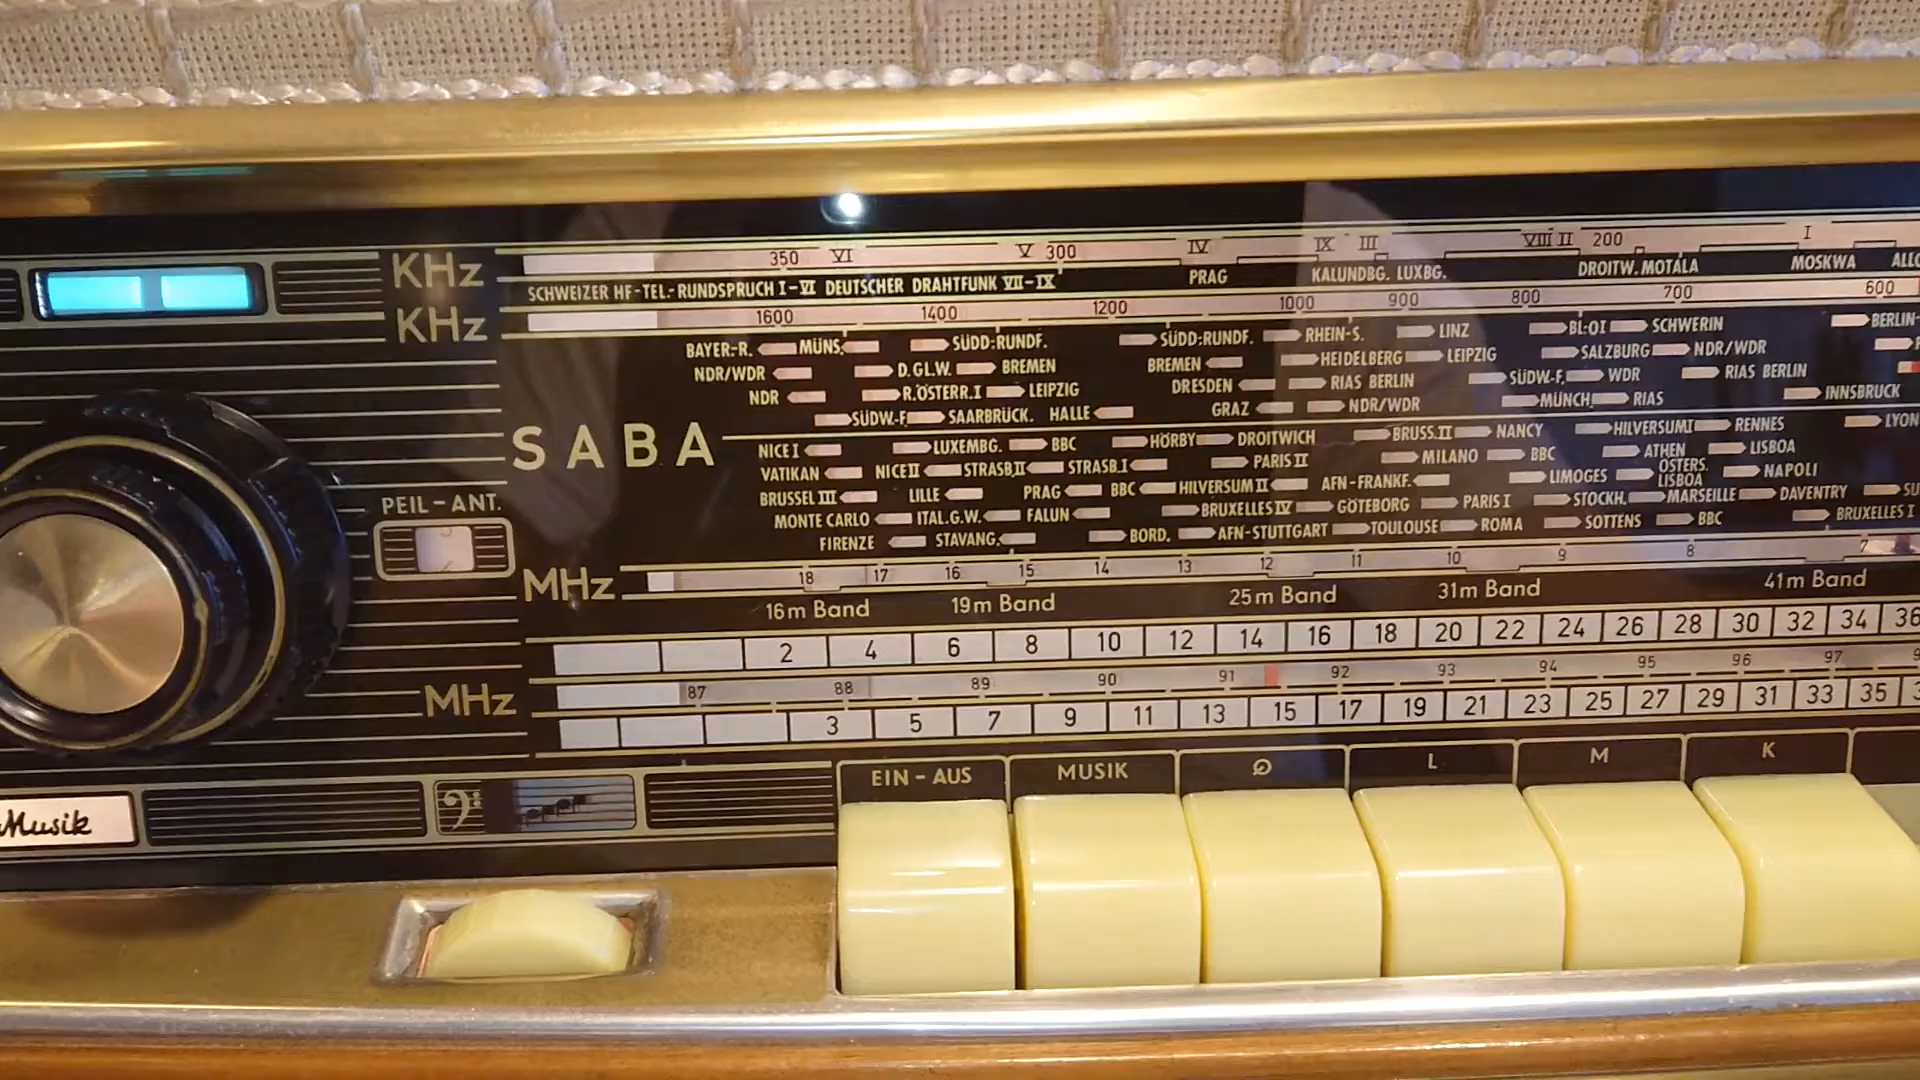 KHz 350 VI V 300 IV IX III VIII II 200 I
SCHWEIZER HF-TEL.-RUNDSPRUCH I-VI DEUTSCHER DRAHTFUNK VII-IX PRAG KALUNDBG. LUXBG. DROITW. MOTALA MOSKWA
KHz 1600 1400 1200 1000 900 800 700 600
BAYER-R. MÜNS. SÜDD.RUNDF. SÜDD.RUNDF. RHEIN-S. LINZ BL:OI SCHWERIN BERLIN-
NDR/WDR D.GL.W. BREMEN BREMEN HEIDELBERG LEIPZIG SALZBURG NDR/WDR
NDR R.ÖSTERR.I LEIPZIG DRESDEN RIAS BERLIN SÜDW-F. WDR RIAS BERLIN
SÜDW.-F. SAARBRÜCK. HALLE GRAZ NDR/WDR MÜNCH. RIAS INNSBRUCK
SABA
NICE I LUXEMBG. BBC HÖRBY DROITWICH BRUSS.II NANCY HILVERSUM I RENNES LYON
VATIKAN NICE II STRASB.II STRASB.I PARIS II MILANO BBC ATHEN LISBOA
BRUSSEL III LILLE PRAG BBC HILVERSUM II AFN-FRANKF. LIMOGES ÖSTERS. LISBOA NAPOLI
MONTE CARLO ITAL.G.W. FALUN BRUXELLES IV GÖTEBORG PARIS I STOCKH. MARSEILLE DAVENTRY
FIRENZE STAVANG. BORD. AFN-STUTTGART TOULOUSE ROMA SOTTENS BBC BRUXELLES I
PEIL-ANT.
MHz 18 17 16 15 14 13 12 11 10 9 8 7
16m Band 19m Band 25m Band 31m Band 41m Band
2 4 6 8 10 12 14 16 18 20 22 24 26 28 30 32 34 36
MHz 87 88 89 90 91 92 93 94 95 96 97
3 5 7 9 11 13 15 17 19 21 23 25 27 29 31 33 35
Musik
EIN-AUS MUSIK L M K